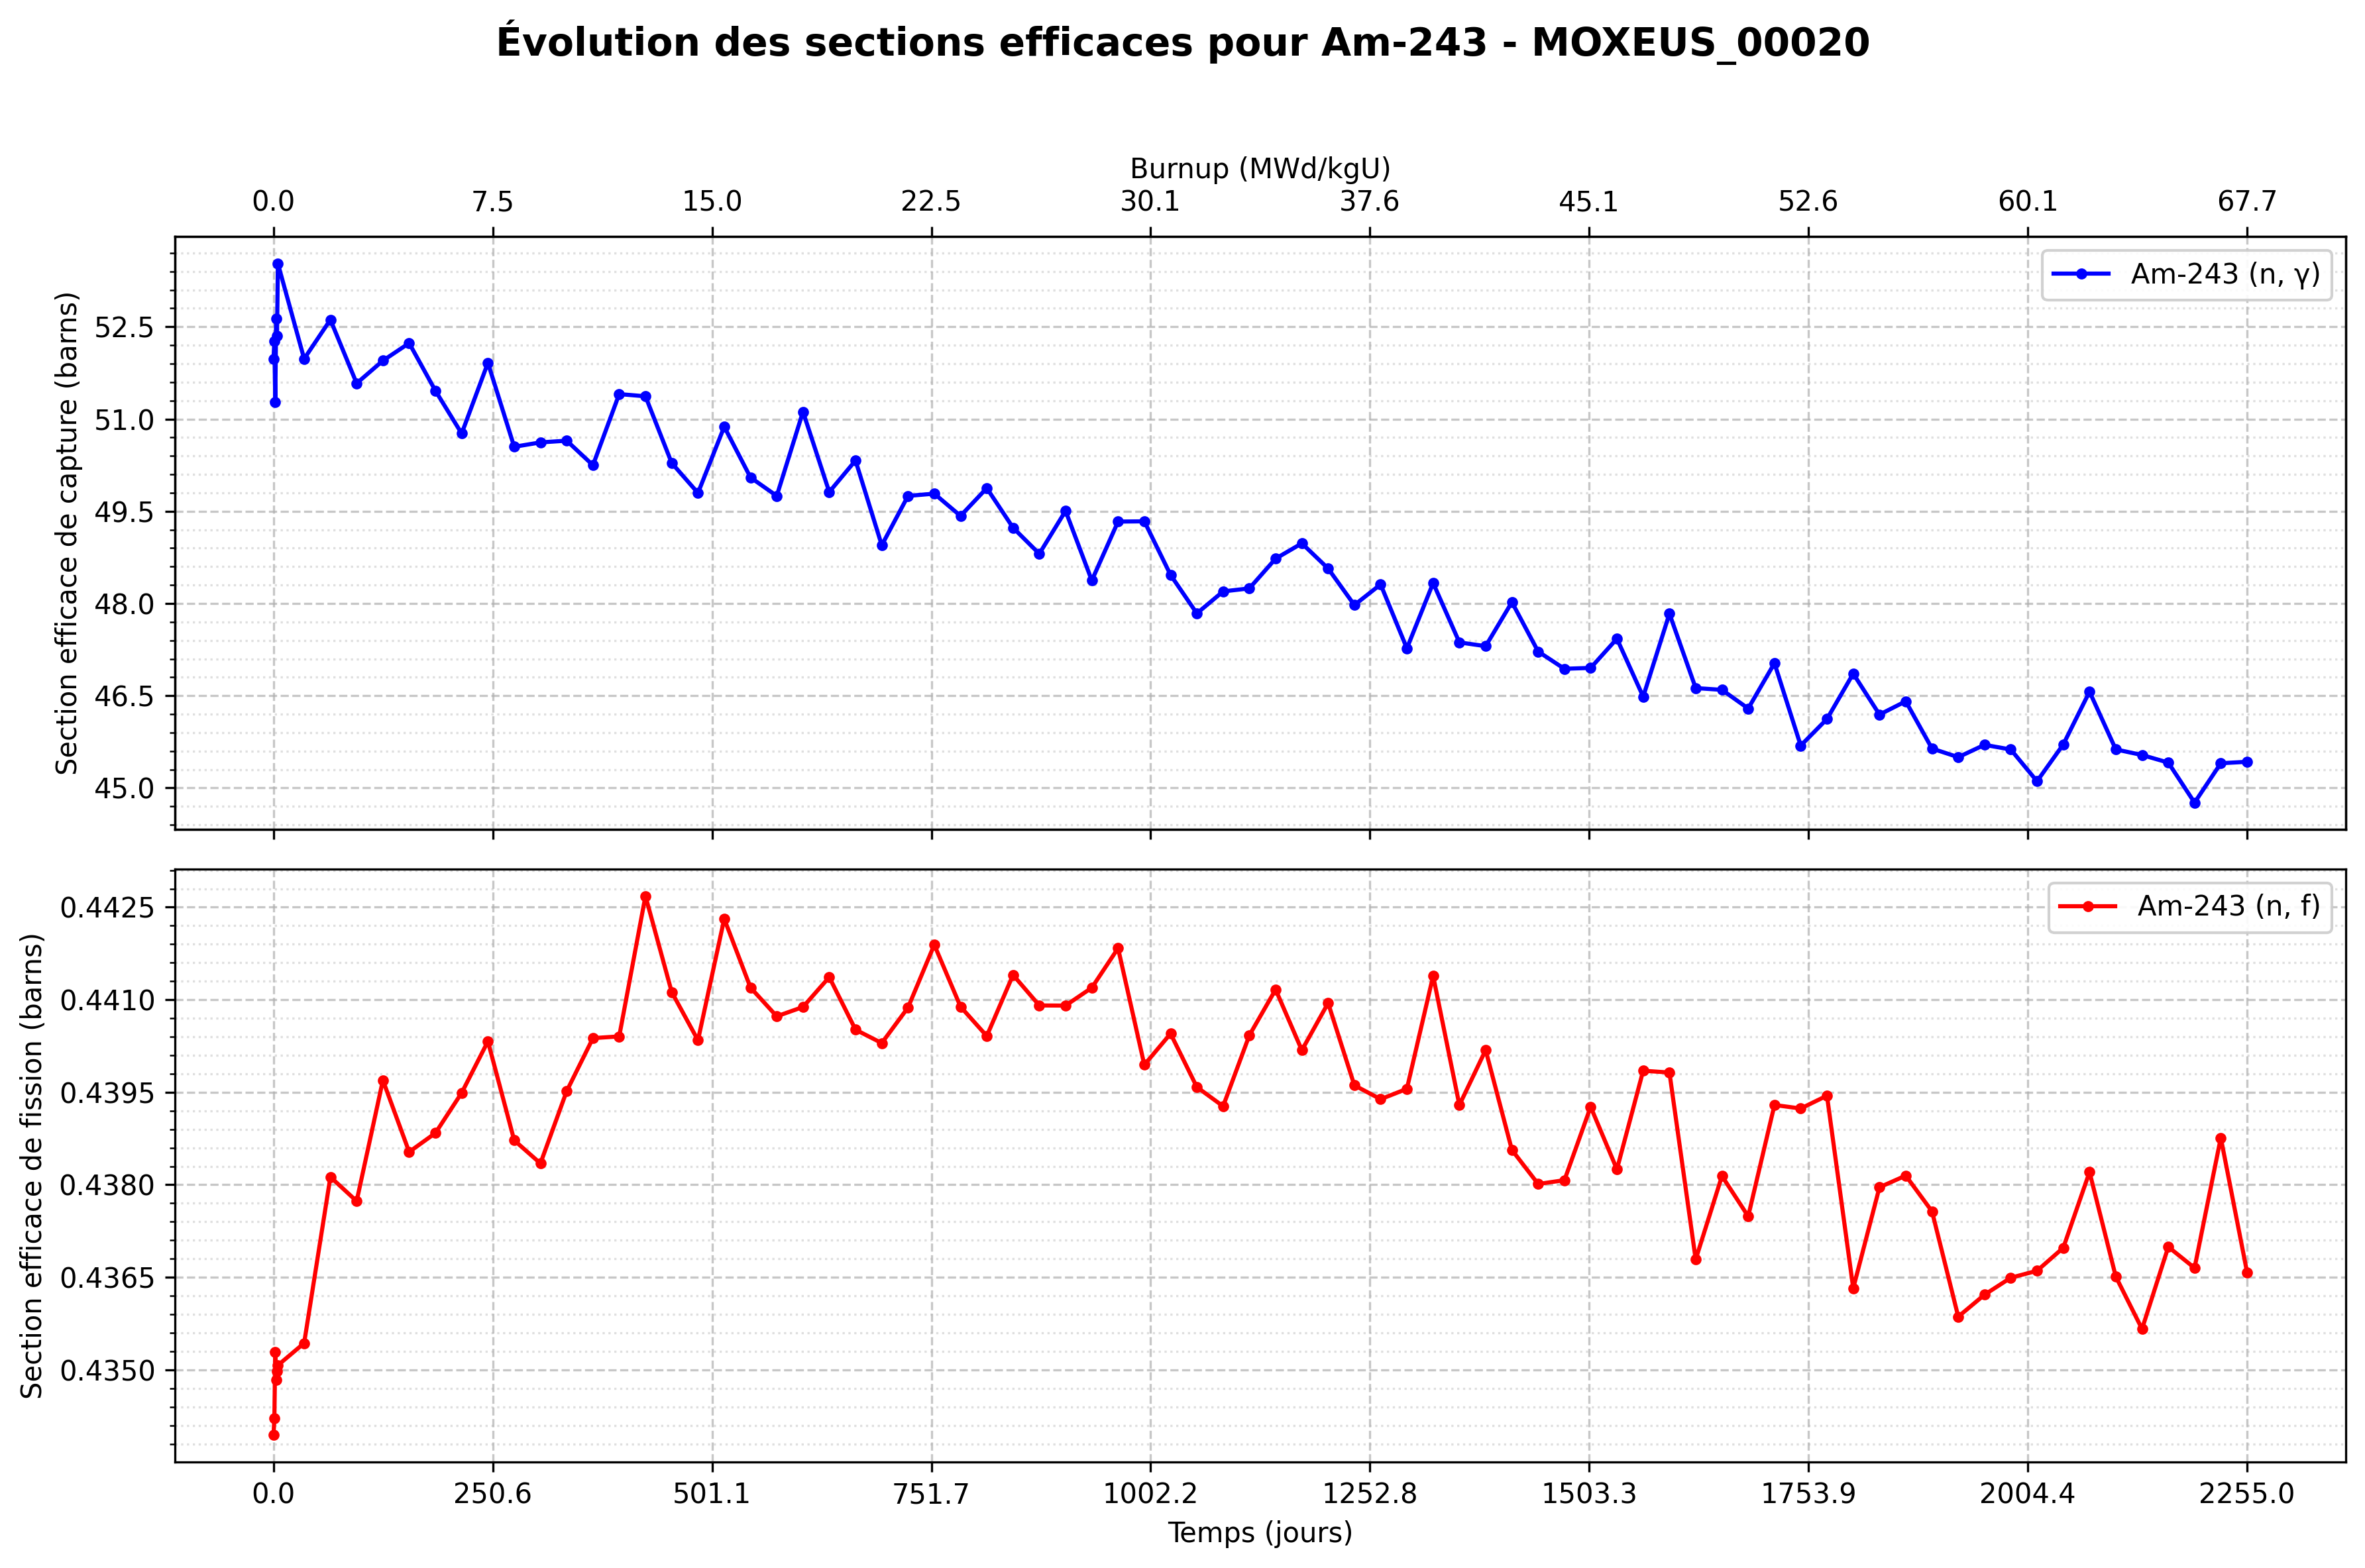 Évolution des sections efficaces pour Am-243 - MOXEUS_00020
Burnup (MWd/kgU)
0.0 7.5 15.0 22.5 30.1 37.6 45.1 52.6 60.1 67.7
Am-243 (n, γ)
Section efficace de capture (barns)
52.5
51.0
49.5
48.0
46.5
45.0
Am-243 (n, f)
Section efficace de fission (barns)
0.4425
0.4410
0.4395
0.4380
0.4365
0.4350
0.0 250.6 501.1 751.7 1002.2 1252.8 1503.3 1753.9 2004.4 2255.0
Temps (jours)